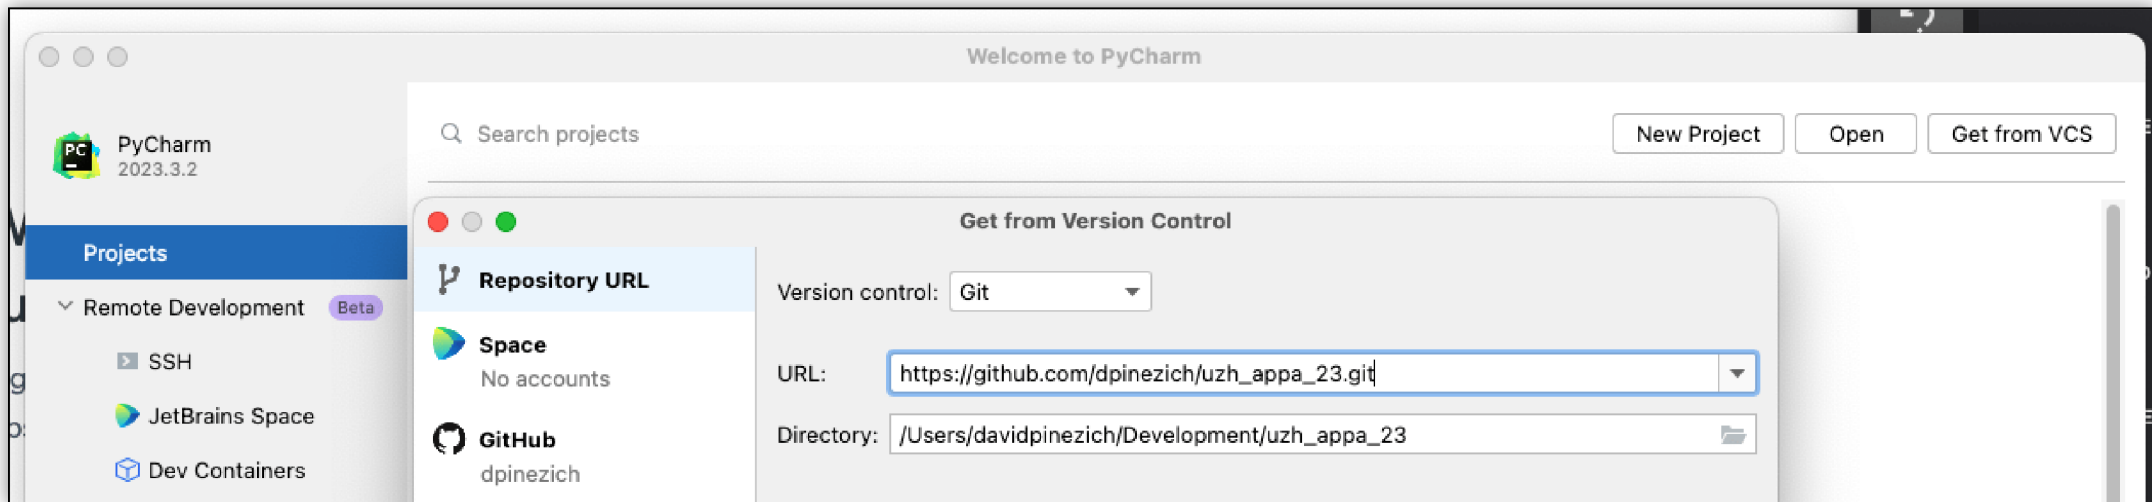 Welcome to PyCharm
PC
PyCharm
2023.3.2
Search projects
New Project
Open
Get from VCS
Projects
Remote Development Beta
SSH
JetBrains Space
Dev Containers
Get from Version Control
Repository URL
Space
No accounts
GitHub
dpinezich
Version control: Git
URL: https://github.com/dpinezich/uzh_appa_23.git
Directory: /Users/davidpinezich/Development/uzh_appa_23